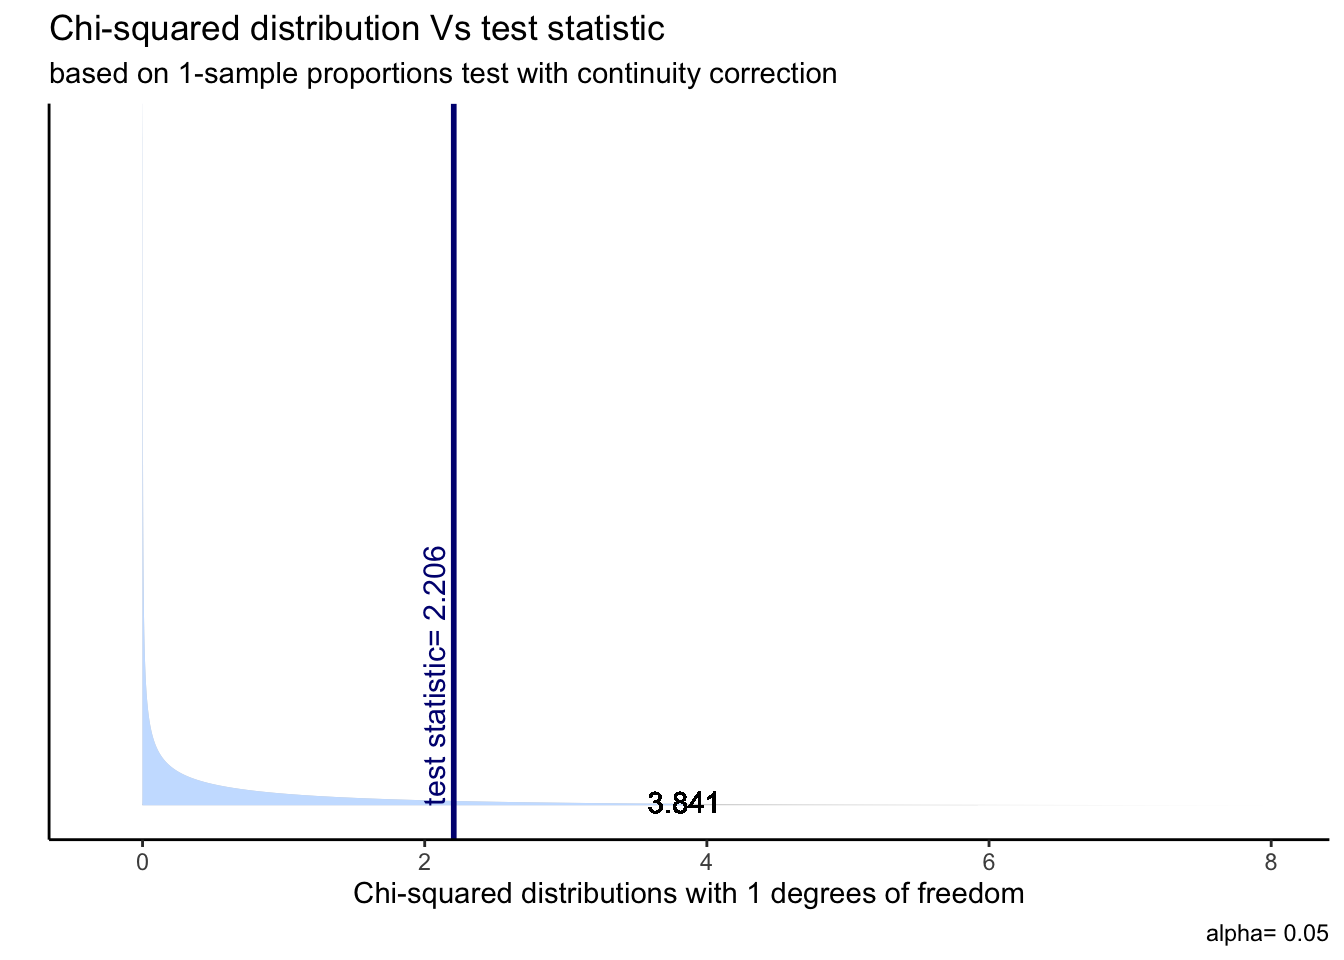 Chi-squared distribution Vs test statistic
based on 1-sample proportions test with continuity correction
test statistic= 2.206
3.841
0 2 4 6 8
Chi-squared distributions with 1 degrees of freedom
alpha= 0.05